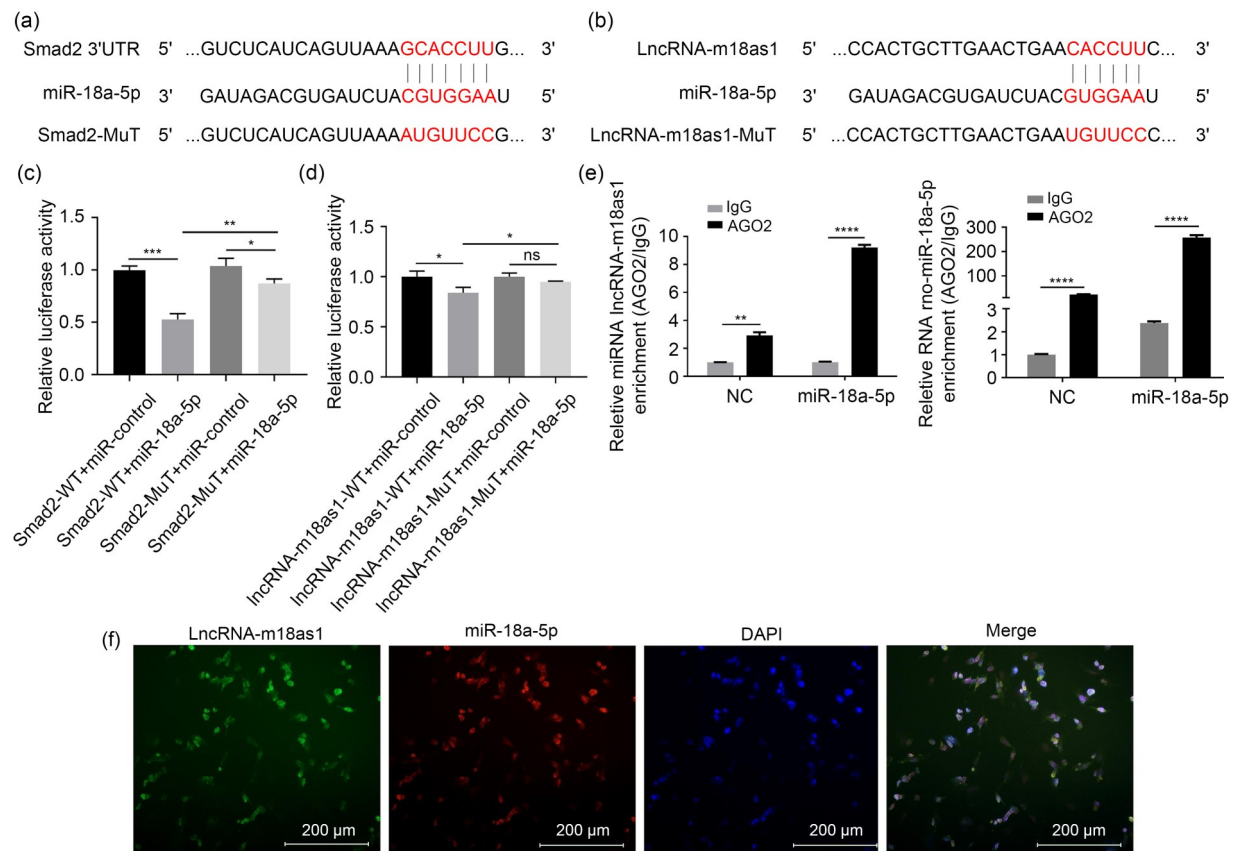 (a)
Smad2 3'UTR 5' ...GUCUCAUCAGUUAAAGCACCUUG... 3'
miR-18a-5p 3' GAUAGACGUGAUCUACGUGGAAU 5'
Smad2-MuT 5' ...GUCUCAUCAGUUAAAAUGUUCCG... 3'
(b)
LncRNA-m18as1 5' ...CCACTGCTTGAACTGAACACCUUC... 3'
miR-18a-5p 3' GAUAGACGUGAUCUACGUGGAAU 5'
LncRNA-m18as1-MuT 5' ...CCACTGCTTGAACTGAAUGUUCCC... 3'
(c)
Relative luciferase activity
1.5
1.0
0.5
0.0
***
**
*
Smad2-WT+miR-control
Smad2-WT+miR-18a-5p
Smad2-MuT+miR-control
Smad2-MuT+miR-18a-5p
(d)
Relative luciferase activity
1.5
1.0
0.5
0.0
*
*
ns
lncRNA-m18as1-WT+miR-control
lncRNA-m18as1-WT+miR-18a-5p
lncRNA-m18as1-MuT+miR-control
lncRNA-m18as1-MuT+miR-18a-5p
(e)
Reletive miRNA lncRNA-m18as1
enrichment (AGO2/IgG)
IgG
AGO2
10
8
6
4
2
0
**
****
NC
miR-18a-5p
Reletive RNA rno-miR-18a-5p
enrichment (AGO2/IgG)
IgG
AGO2
300
200
100
3
2
1
0
****
****
NC
miR-18a-5p
(f)
LncRNA-m18as1
miR-18a-5p
DAPI
Merge
200 μm
200 μm
200 μm
200 μm